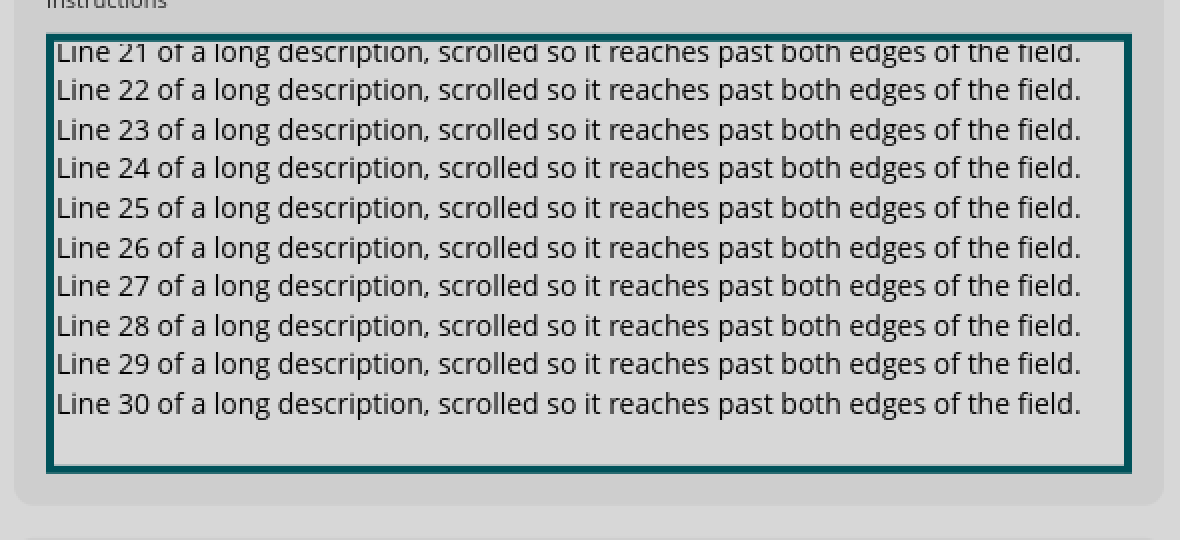 Instructions
Line 21 of a long description, scrolled so it reaches past both edges of the field.
Line 22 of a long description, scrolled so it reaches past both edges of the field.
Line 23 of a long description, scrolled so it reaches past both edges of the field.
Line 24 of a long description, scrolled so it reaches past both edges of the field.
Line 25 of a long description, scrolled so it reaches past both edges of the field.
Line 26 of a long description, scrolled so it reaches past both edges of the field.
Line 27 of a long description, scrolled so it reaches past both edges of the field.
Line 28 of a long description, scrolled so it reaches past both edges of the field.
Line 29 of a long description, scrolled so it reaches past both edges of the field.
Line 30 of a long description, scrolled so it reaches past both edges of the field.